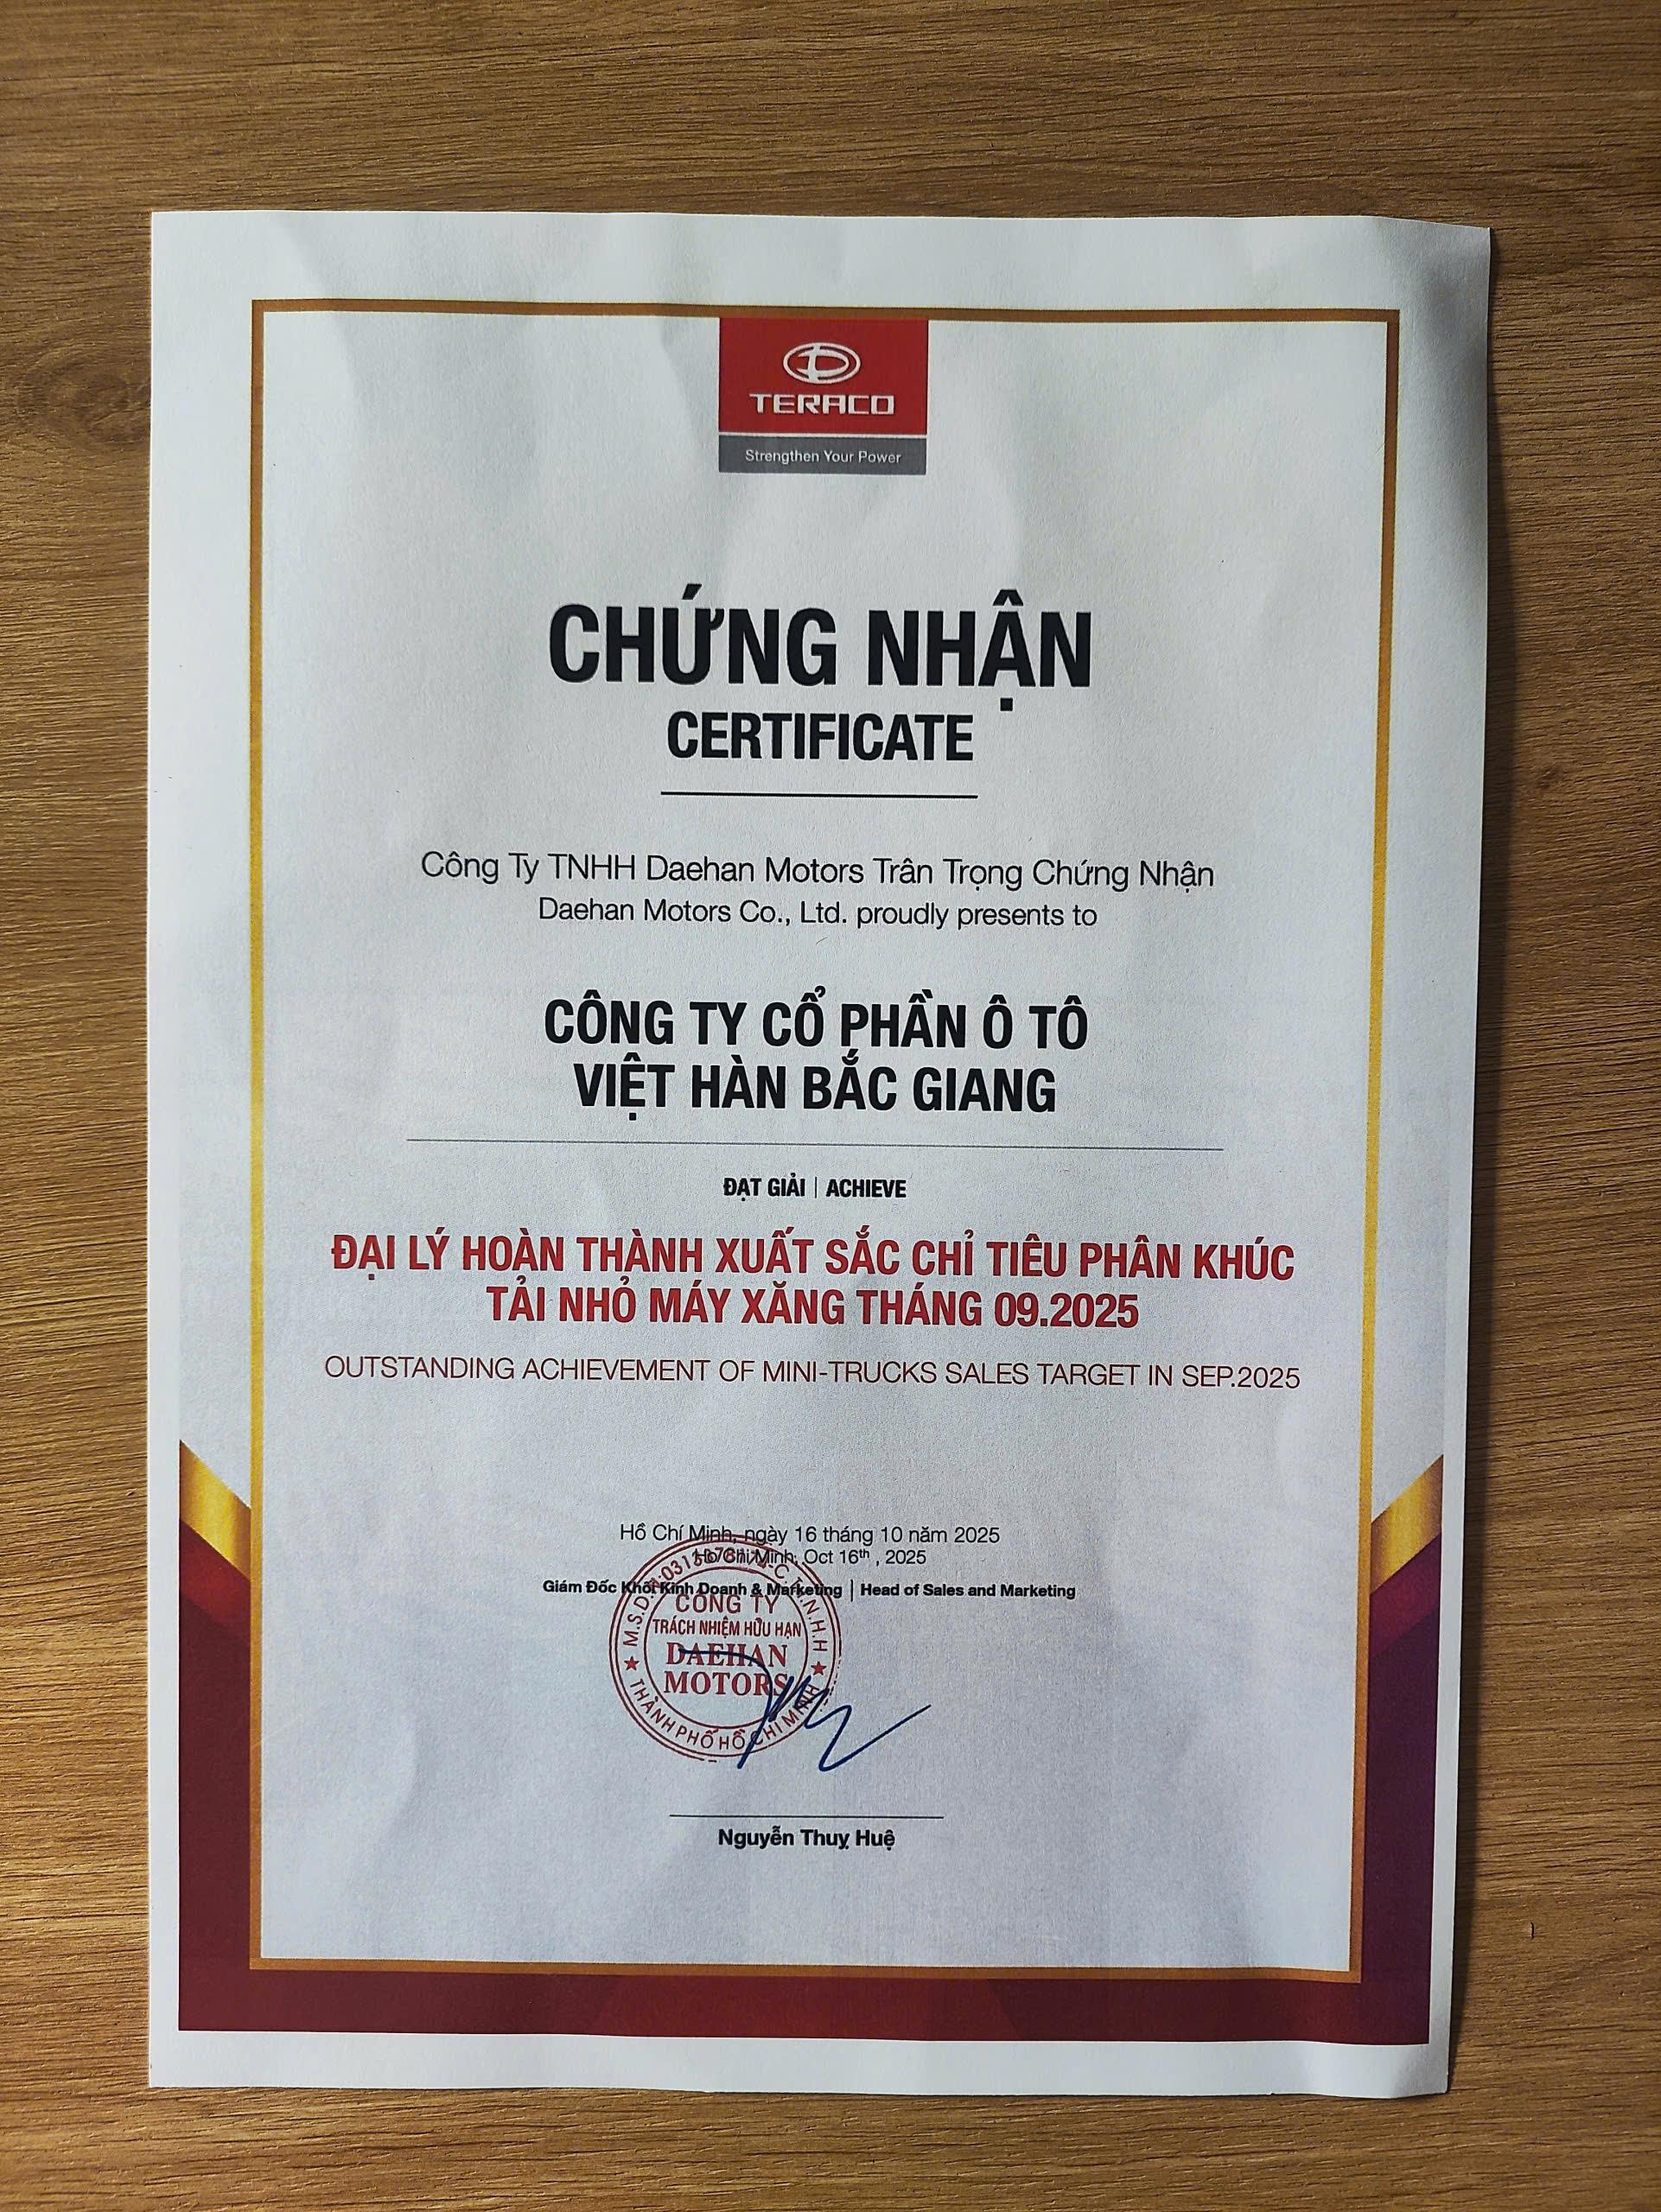 TERACO
Strengthen Your Power
CHỨNG NHẬN
CERTIFICATE
Công Ty TNHH Daehan Motors Trân Trọng Chứng Nhận
Daehan Motors Co., Ltd. proudly presents to
CÔNG TY CỔ PHẦN Ô TÔ
VIỆT HÀN BẮC GIANG
ĐẠT GIẢI | ACHIEVE
ĐẠI LÝ HOÀN THÀNH XUẤT SẮC CHỈ TIÊU PHÂN KHÚC
TẢI NHỎ MÁY XĂNG THÁNG 09.2025
OUTSTANDING ACHIEVEMENT OF MINI-TRUCKS SALES TARGET IN SEP.2025
Hồ Chí Minh, ngày 16 tháng 10 năm 2025
Ho Chi Minh, Oct 16th, 2025
Giám Đốc Khối Kinh Doanh & Marketing | Head of Sales and Marketing
CÔNG TY
TRÁCH NHIỆM HỮU HẠN
DAEHAN
MOTORS
THÀNH PHỐ HỒ CHÍ MINH
Nguyễn Thuỵ Huệ